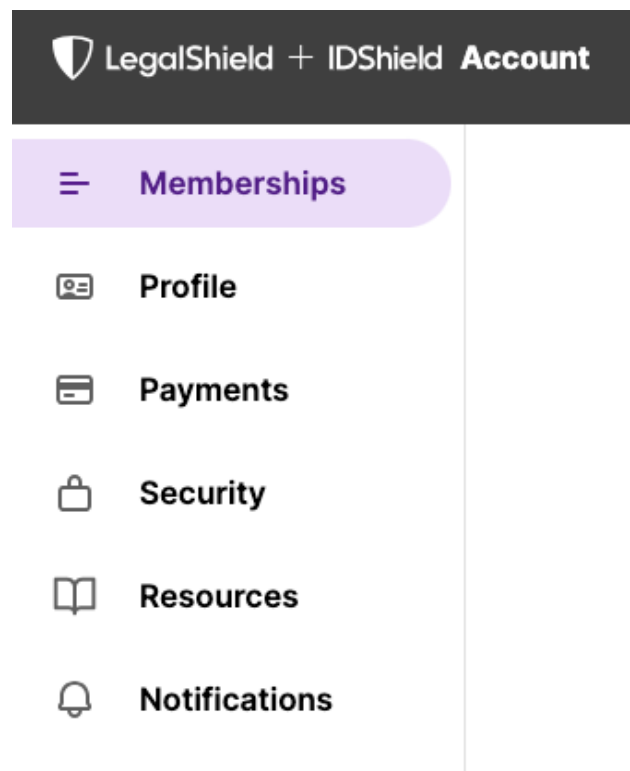 LegalShield + IDShield Account
Memberships
Profile
Payments
Security
Resources
Notifications